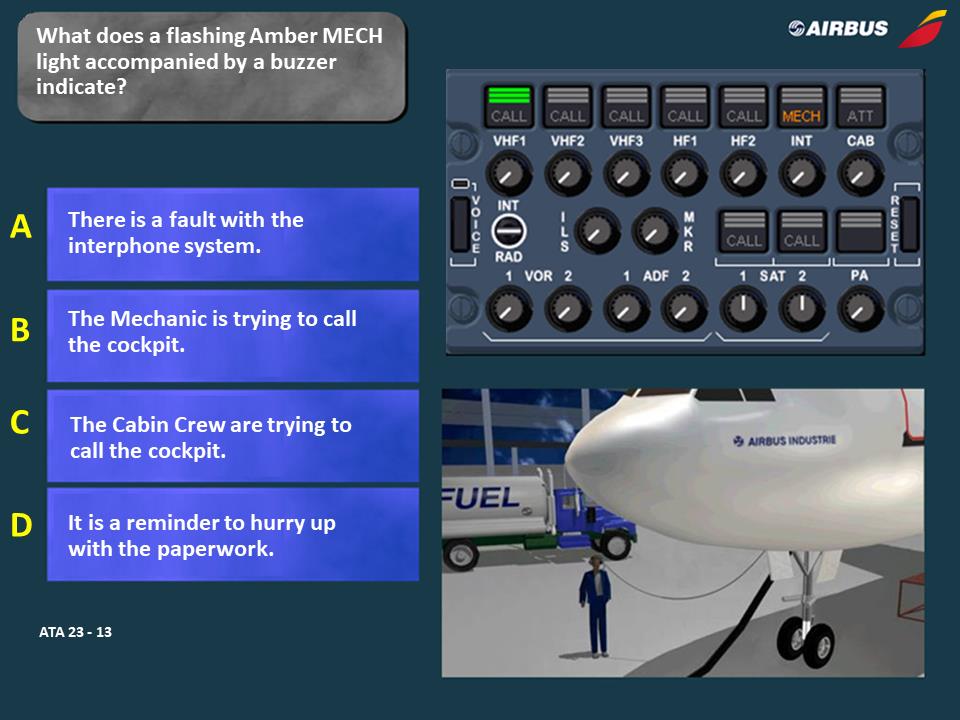 What does a flashing Amber MECH
light accompanied by a buzzer
indicate?
AIRBUS
A
There is a fault with the
interphone system.
B
The Mechanic is trying to call
the cockpit.
C
The Cabin Crew are trying to
call the cockpit.
D
It is a reminder to hurry up
with the paperwork.
ATA 23 - 13
CALL CALL CALL CALL CALL MECH ATT
VHF1 VHF2 VHF3 HF1 HF2 INT CAB
VOICE
INT
RAD
ILS
MKR
CALL CALL
RESET
1 VOR 2 1 ADF 2 1 SAT 2 PA
AIRBUS INDUSTRIE
FUEL